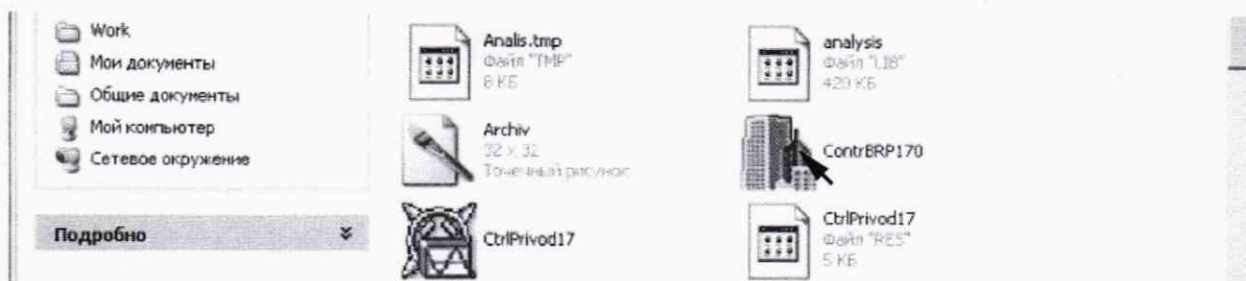 Work
Мои документы
Общие документы
Мой компьютер
Сетевое окружение
Подробно
Analis.tmp
Файл "TMP"
8 КБ
analysis
Файл "LIB"
420 КБ
Archiv
32 x 32
Точечный рисунок
ContrBRP170
CtrlPrivod17
CtrlPrivod17
Файл "RES"
5 КБ